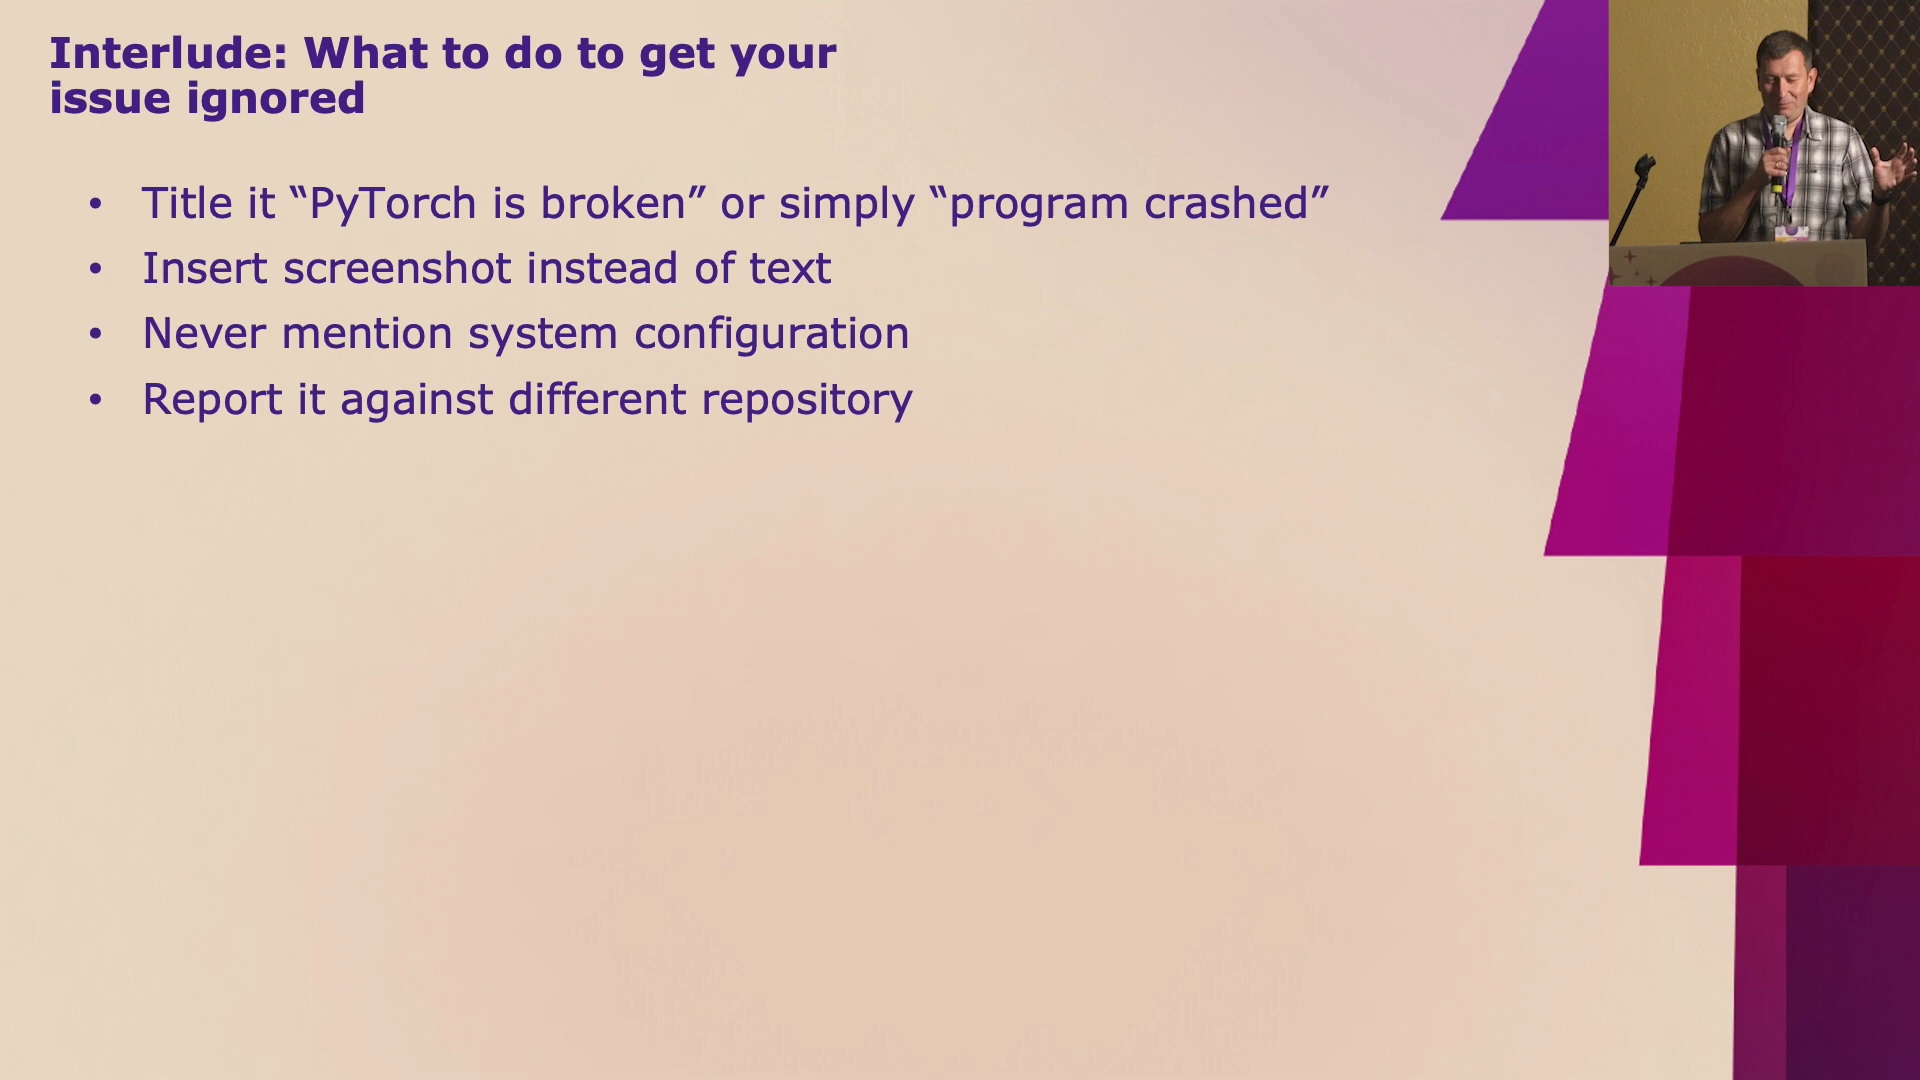 Interlude: What to do to get your
issue ignored
• Title it “PyTorch is broken” or simply “program crashed”
• Insert screenshot instead of text
• Never mention system configuration
• Report it against different repository